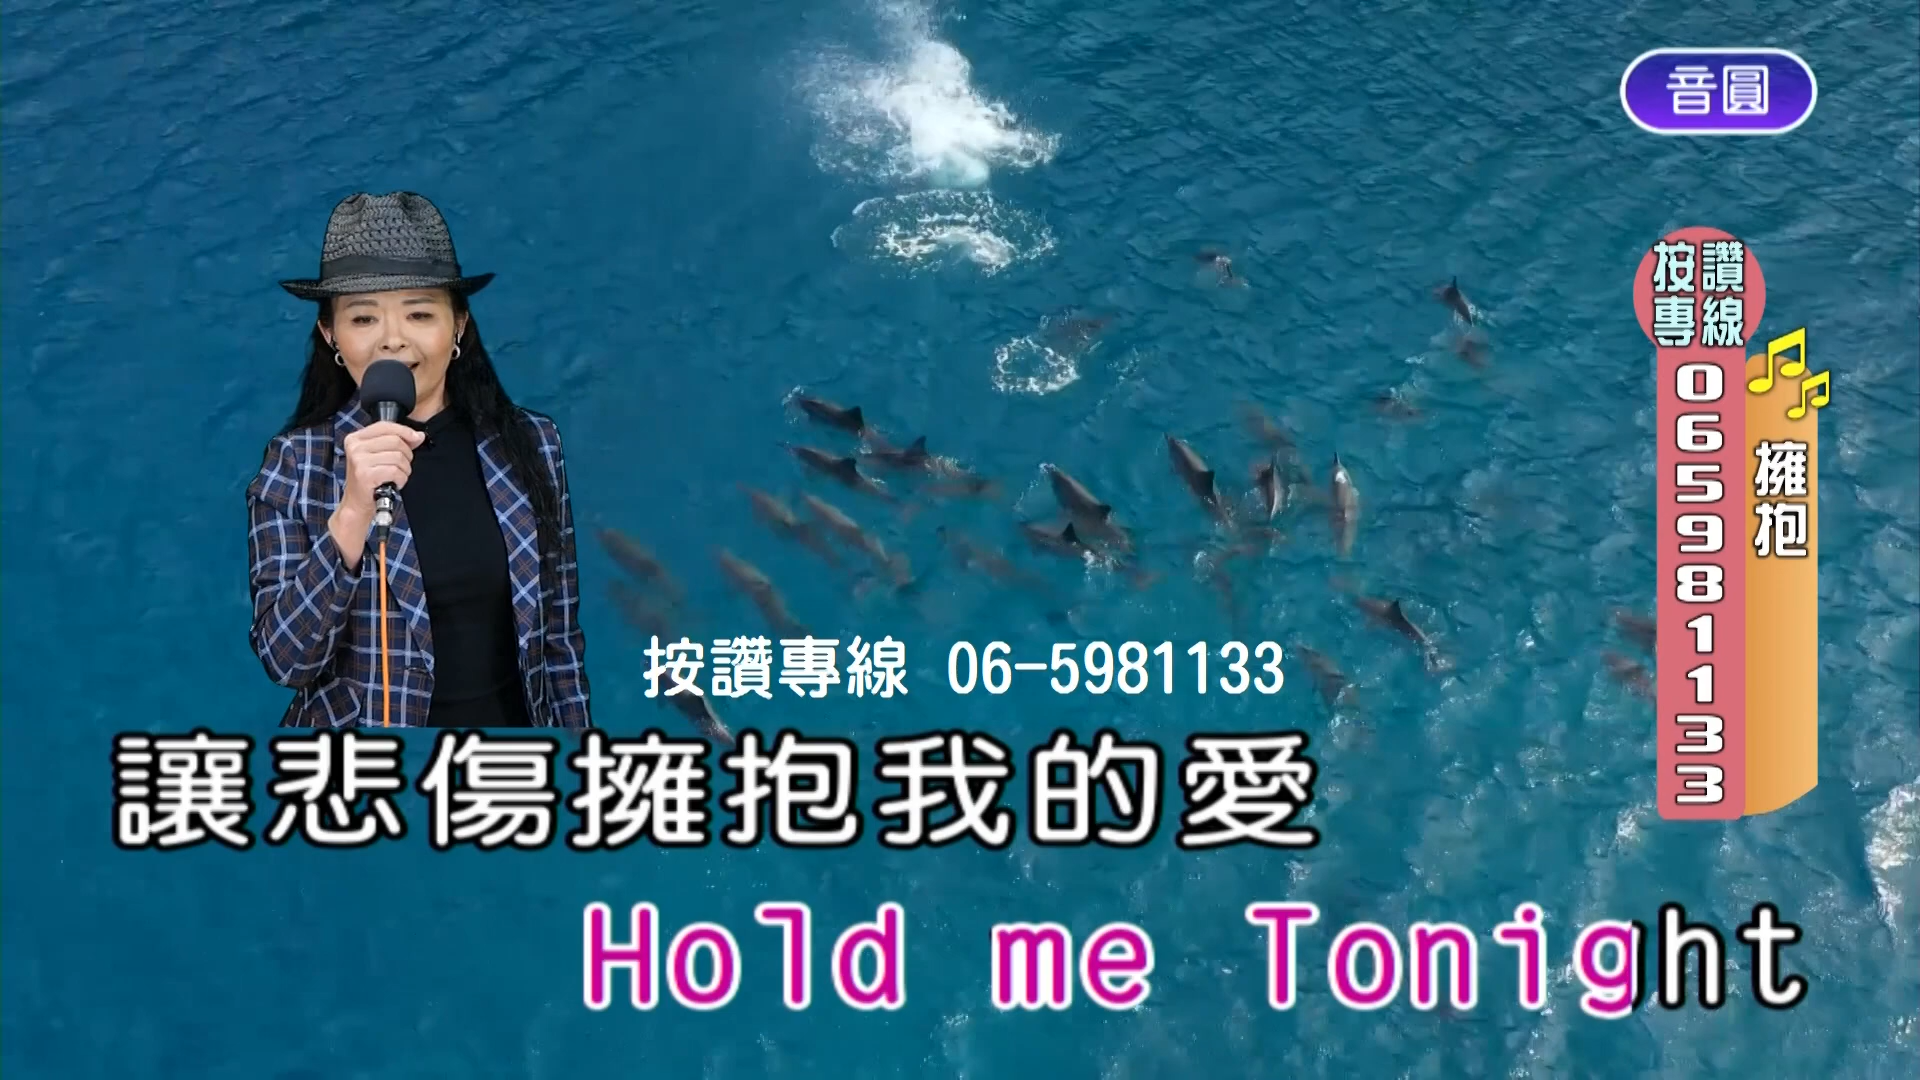 音圓
按讚
專線
065981133
擁抱
按讚專線 06-5981133
讓悲傷擁抱我的愛
Hold me Tonight